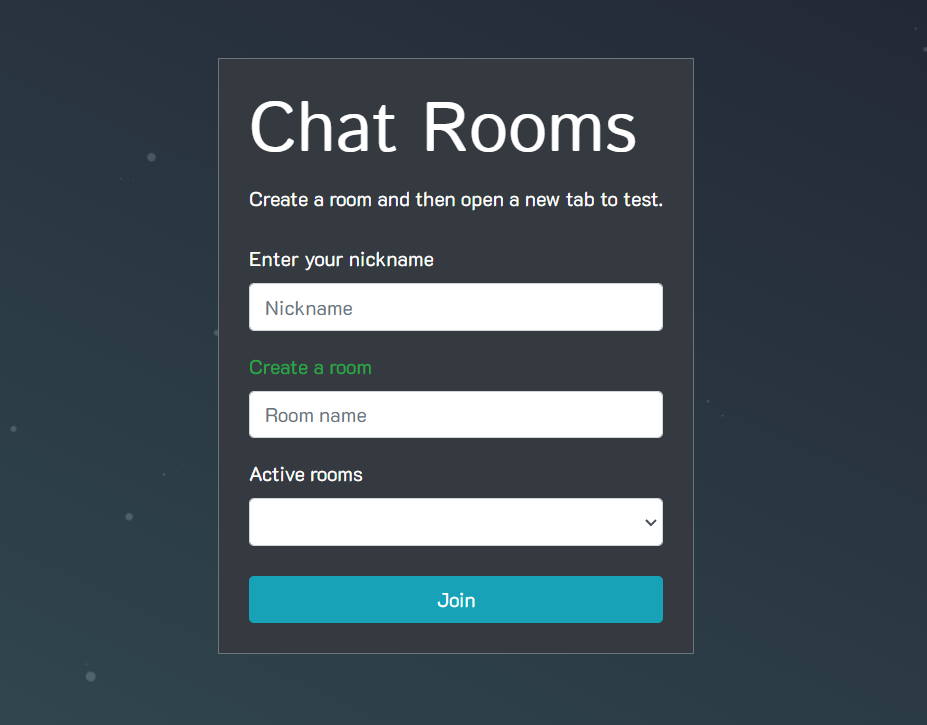 Chat Rooms
Create a room and then open a new tab to test.
Enter your nickname
Nickname
Create a room
Room name
Active rooms
Join